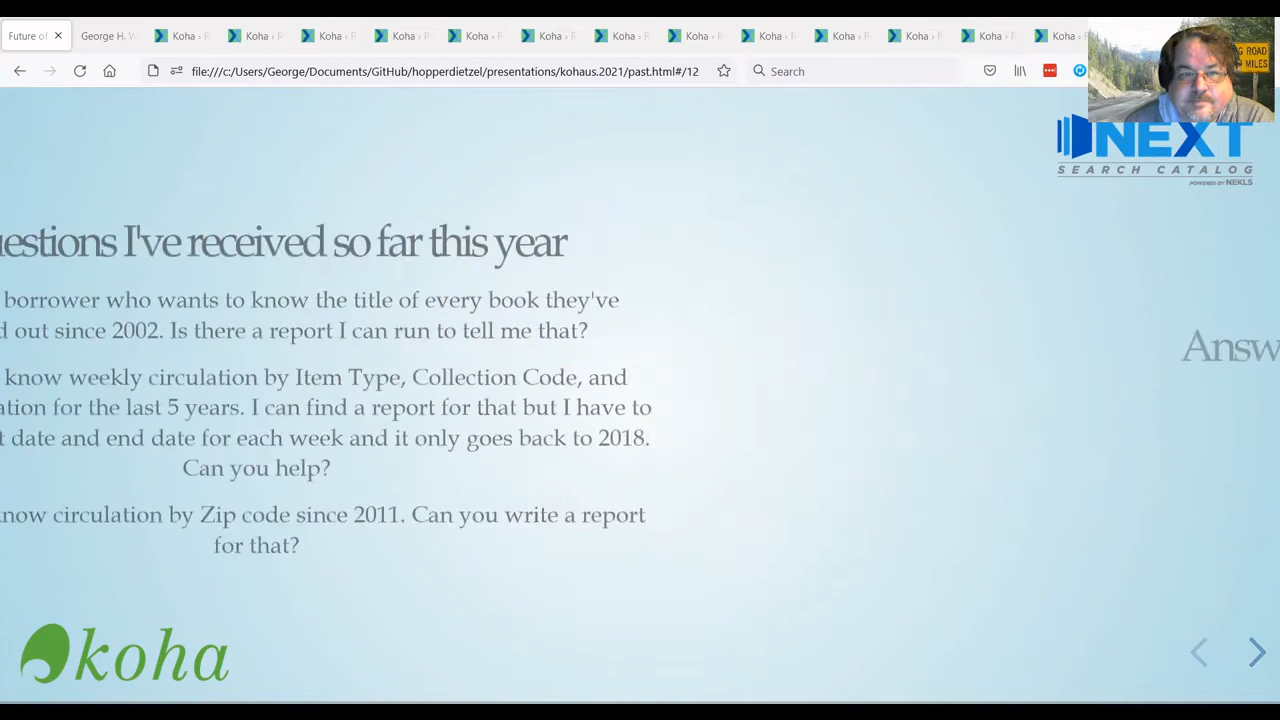 Future of
George H. W
Koha › R
Koha › R
Koha › R
Koha › R
Koha › R
Koha › R
Koha › R
Koha › R
Koha › R
Koha › R
Koha › R
Koha › R
Koha › R
file:///c:/Users/George/Documents/GitHub/hopperdietzel/presentations/kohaus.2021/past.html#/12
Search
ROAD
MILES
NEXT
SEARCH CATALOG
POWERED BY NEKLS
uestions I've received so far this year
borrower who wants to know the title of every book they've
d out since 2002. Is there a report I can run to tell me that?
know weekly circulation by Item Type, Collection Code, and
ation for the last 5 years. I can find a report for that but I have to
t date and end date for each week and it only goes back to 2018.
Can you help?
now circulation by Zip code since 2011. Can you write a report
for that?
Answ
koha